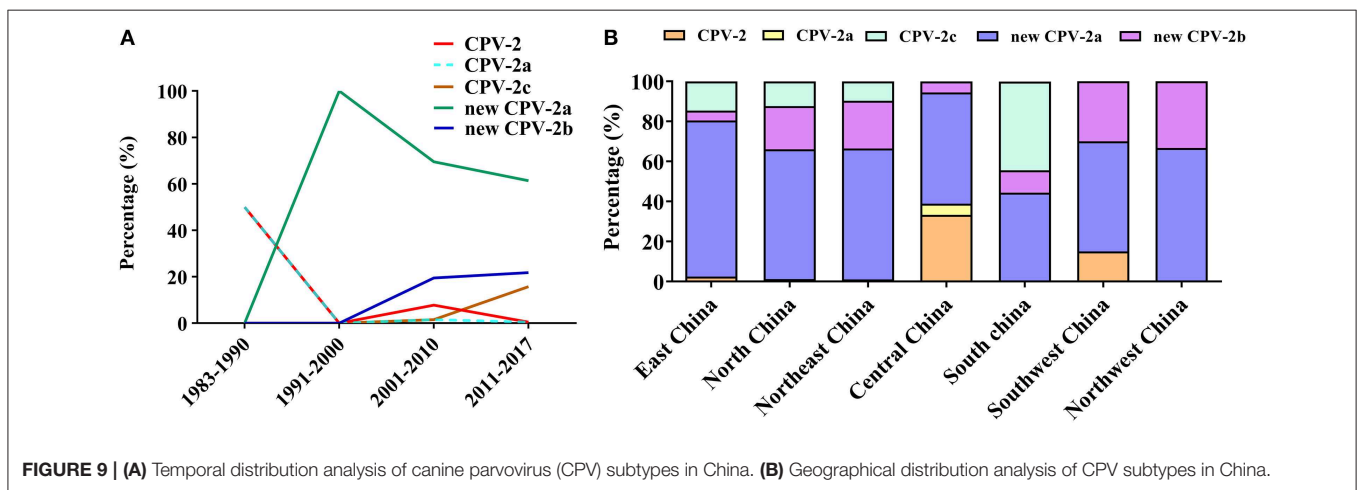 A
CPV-2
CPV-2a
CPV-2c
new CPV-2a
new CPV-2b
Percentage (%)
100
80
60
40
20
0
1983-1990
1991-2000
2001-2010
2011-2017
B
CPV-2 CPV-2a CPV-2c new CPV-2a new CPV-2b
Percentage (%)
100
80
60
40
20
0
East China
North China
Northeast China
Central China
South china
Southwest China
Northwest China
FIGURE 9 | (A) Temporal distribution analysis of canine parvovirus (CPV) subtypes in China. (B) Geographical distribution analysis of CPV subtypes in China.